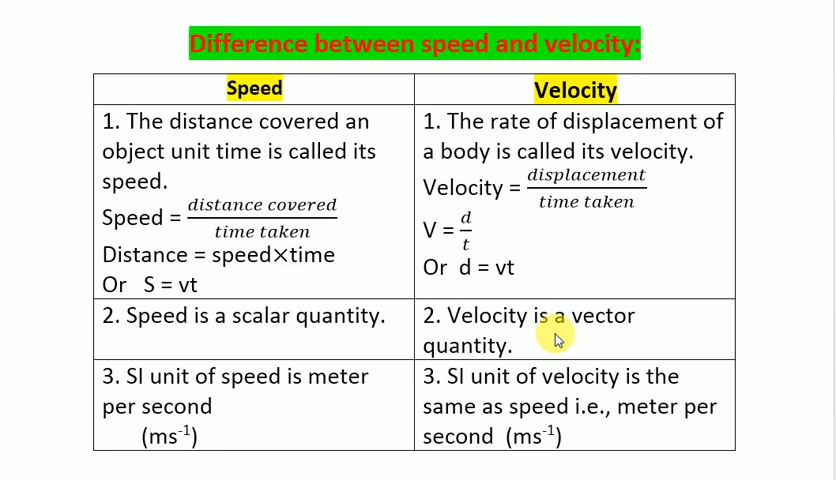 Difference between speed and velocity:
Speed
Velocity
1. The distance covered an
object unit time is called its
speed.
Speed = distance covered / time taken
Distance = speed×time
Or S = vt
1. The rate of displacement of
a body is called its velocity.
Velocity = displacement / time taken
V = d / t
Or d = vt
2. Speed is a scalar quantity.
2. Velocity is a vector
quantity.
3. SI unit of speed is meter
per second
(ms⁻¹)
3. SI unit of velocity is the
same as speed i.e., meter per
second (ms⁻¹)